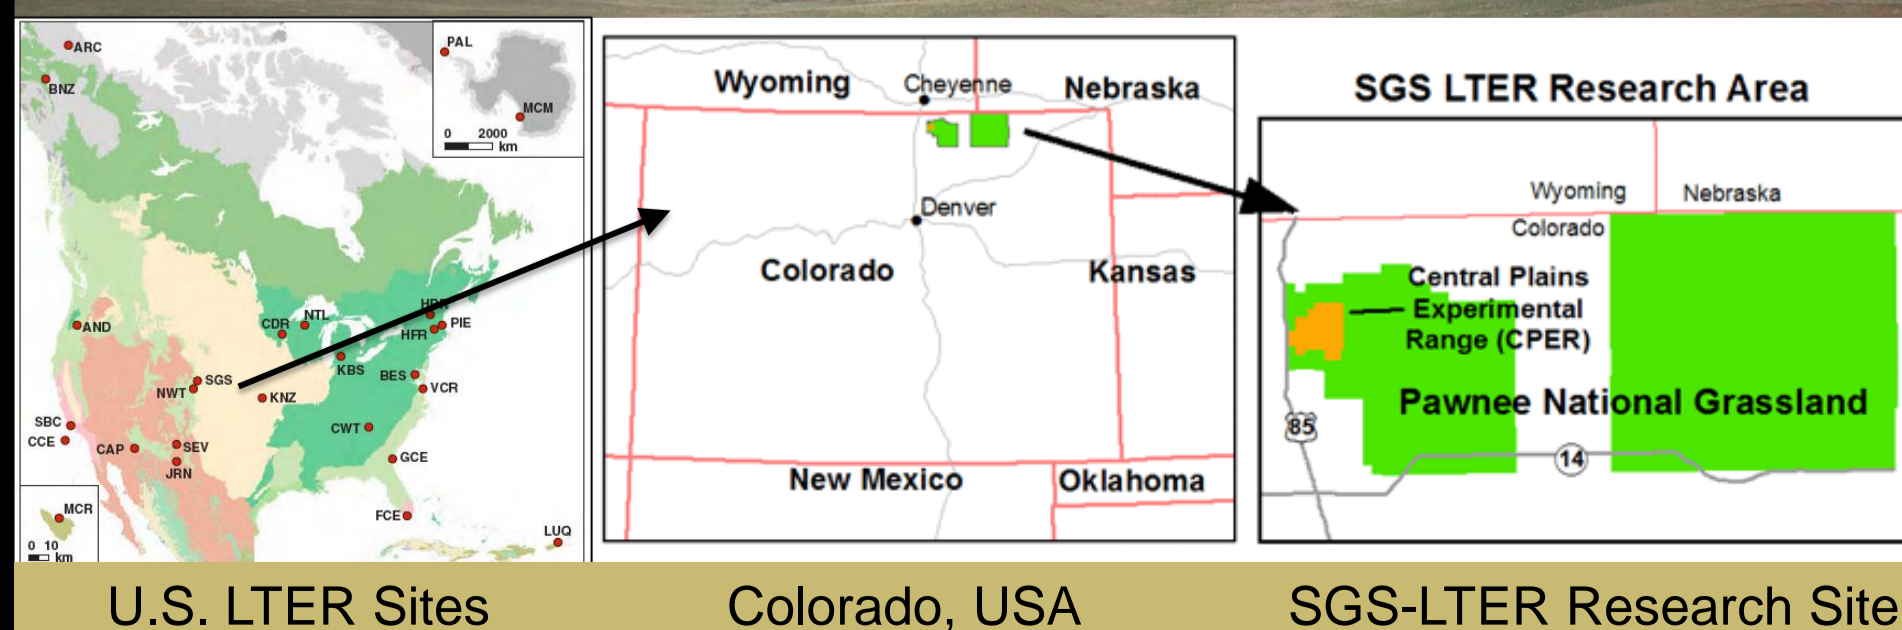 ARC
BNZ
PAL
MCM
0 2000
km
AND
CDR
NTL
HBR
PIE
HFR
KBS
BES
VCR
SGS
NWT
KNZ
SBC
CCE
CAP
SEV
JRN
CWT
GCE
FCE
MCR
0 10
km
LUQ
Wyoming
Cheyenne
Nebraska
Denver
Colorado
Kansas
New Mexico
Oklahoma
SGS LTER Research Area
Wyoming
Nebraska
Colorado
Central Plains
Experimental
Range (CPER)
Pawnee National Grassland
85
14
U.S. LTER Sites
Colorado, USA
SGS-LTER Research Site